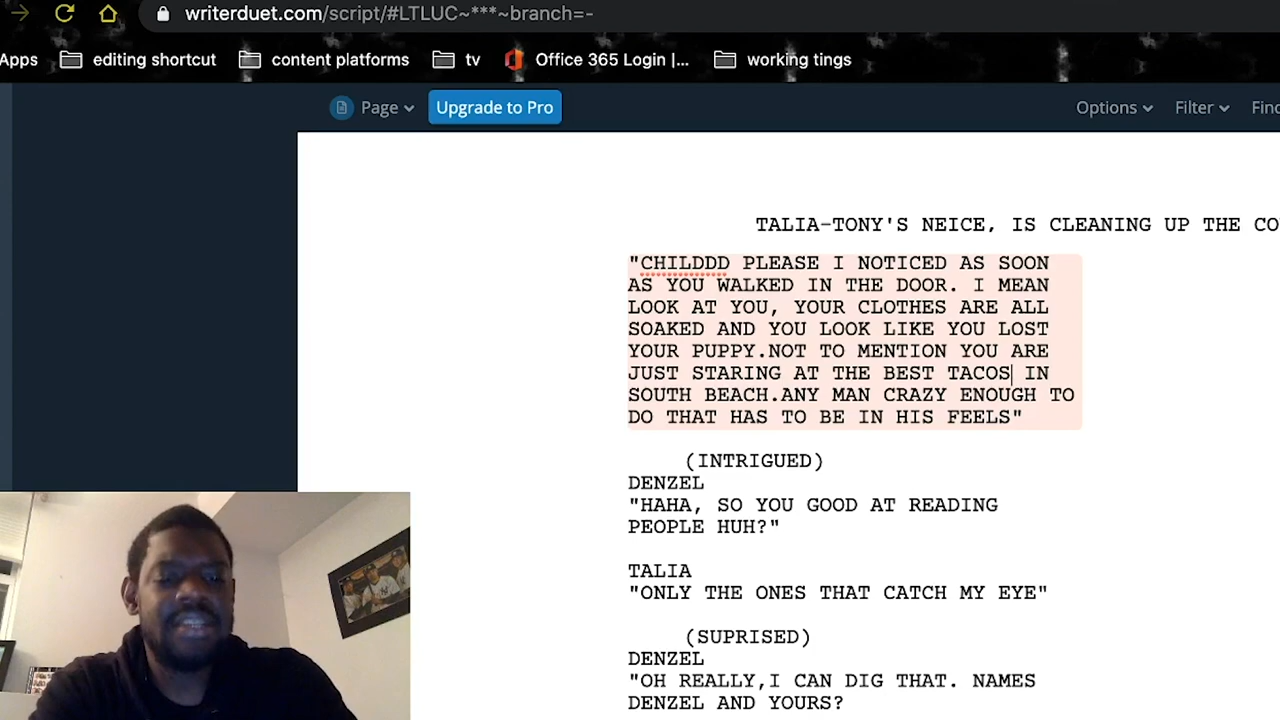 writerduet.com/script/#LTLUC~***~branch=-
Apps editing shortcut content platforms tv Office 365 Login |... working tings
Page Upgrade to Pro Options Filter
TALIA-TONY'S NEICE, IS CLEANING UP THE
"CHILDDD PLEASE I NOTICED AS SOON
AS YOU WALKED IN THE DOOR. I MEAN
LOOK AT YOU, YOUR CLOTHES ARE ALL
SOAKED AND YOU LOOK LIKE YOU LOST
YOUR PUPPY.NOT TO MENTION YOU ARE
JUST STARING AT THE BEST TACOS IN
SOUTH BEACH.ANY MAN CRAZY ENOUGH TO
DO THAT HAS TO BE IN HIS FEELS"
(INTRIGUED)
DENZEL
"HAHA, SO YOU GOOD AT READING
PEOPLE HUH?"
TALIA
"ONLY THE ONES THAT CATCH MY EYE"
(SUPRISED)
DENZEL
"OH REALLY,I CAN DIG THAT. NAMES
DENZEL AND YOURS?